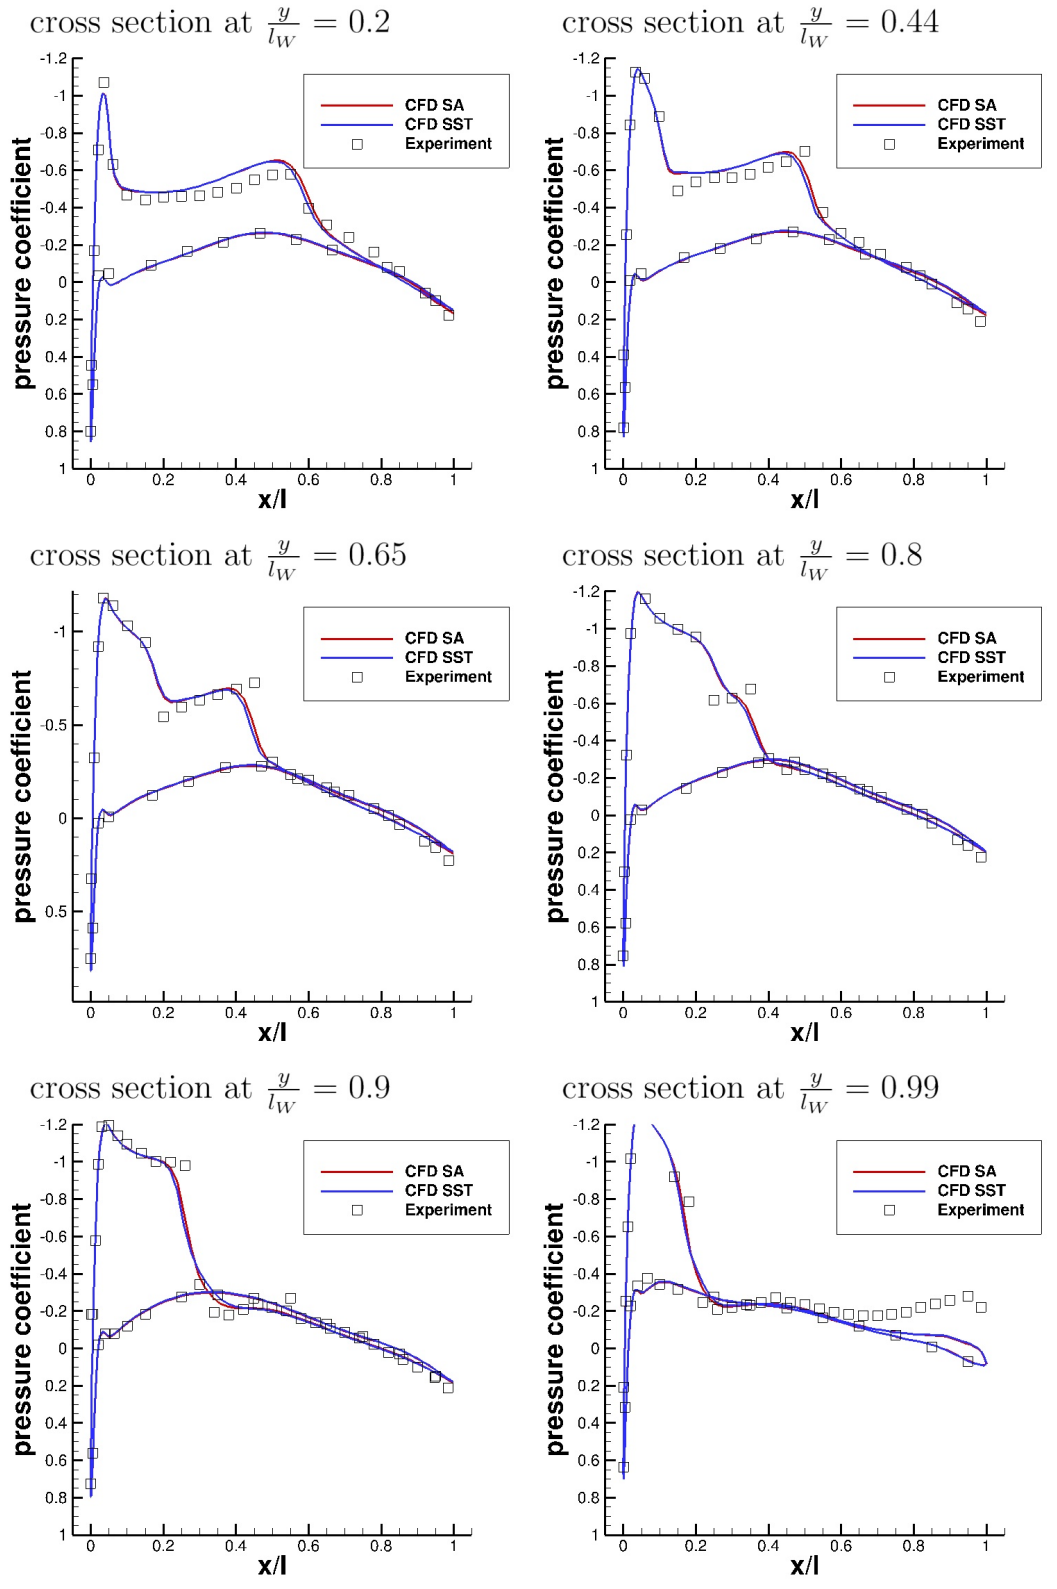 cross section at y/l_W = 0.2
-1.2
-1
-0.8
-0.6
-0.4
-0.2
0
0.2
0.4
0.6
0.8
1
pressure coefficient
CFD SA
CFD SST
Experiment
0 0.2 0.4 0.6 0.8 1
x/l
cross section at y/l_W = 0.44
-1.2
-1
-0.8
-0.6
-0.4
-0.2
0
0.2
0.4
0.6
0.8
1
pressure coefficient
CFD SA
CFD SST
Experiment
0 0.2 0.4 0.6 0.8 1
x/l
cross section at y/l_W = 0.65
-1
-0.5
0
0.5
pressure coefficient
CFD SA
CFD SST
Experiment
0 0.2 0.4 0.6 0.8 1
x/l
cross section at y/l_W = 0.8
-1.2
-1
-0.8
-0.6
-0.4
-0.2
0
0.2
0.4
0.6
0.8
1
pressure coefficient
CFD SA
CFD SST
Experiment
0 0.2 0.4 0.6 0.8 1
x/l
cross section at y/l_W = 0.9
-1.2
-1
-0.8
-0.6
-0.4
-0.2
0
0.2
0.4
0.6
0.8
1
pressure coefficient
CFD SA
CFD SST
Experiment
0 0.2 0.4 0.6 0.8 1
x/l
cross section at y/l_W = 0.99
-1.2
-1
-0.8
-0.6
-0.4
-0.2
0
0.2
0.4
0.6
0.8
1
pressure coefficient
CFD SA
CFD SST
Experiment
0 0.2 0.4 0.6 0.8 1
x/l